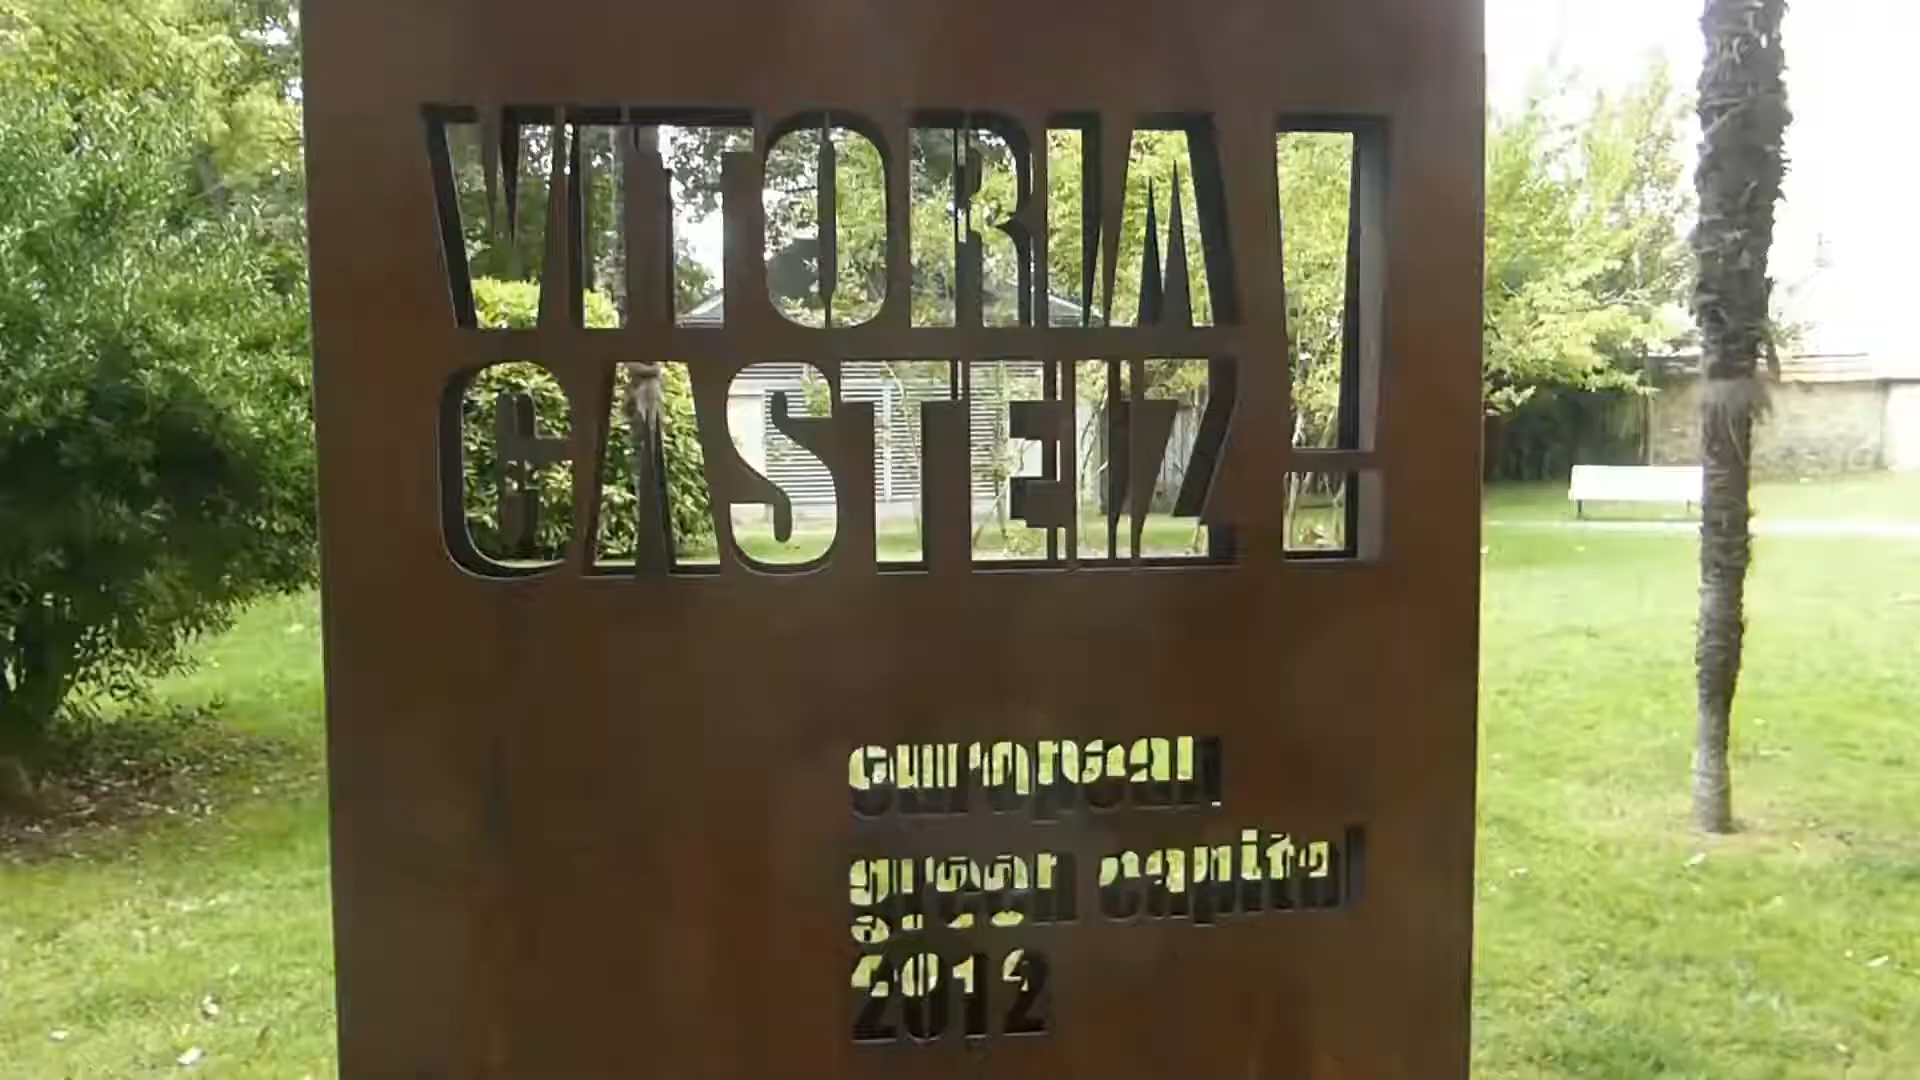 VITORIA
GASTEIZ !
european
green capital
2012